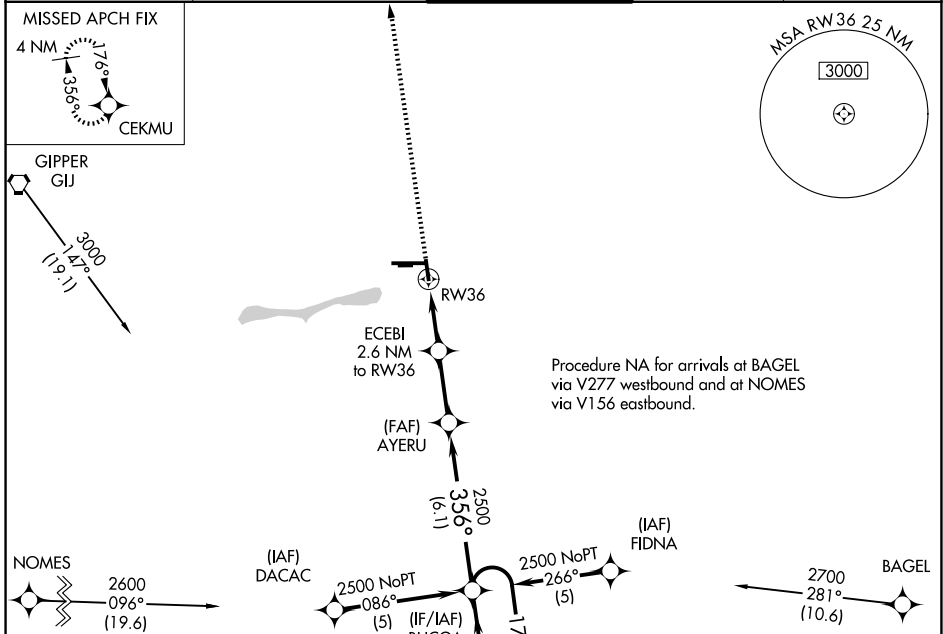 MISSED APCH FIX
4 NM
176°
356°
CEKMU
MSA RW36 25 NM
3000
GIPPER
GIJ
3000
147°
(19.1)
RW36
ECEBI
2.6 NM
to RW36
Procedure NA for arrivals at BAGEL
via V277 westbound and at NOMES
via V156 eastbound.
(FAF)
AYERU
2500
356°
(6.1)
(IAF)
FIDNA
2500 NoPT
266°
(5)
NOMES
2600
096°
(19.6)
(IAF)
DACAC
2500 NoPT
086°
(5)
(IF/IAF)
BAGEL
2700
281°
(10.6)
17